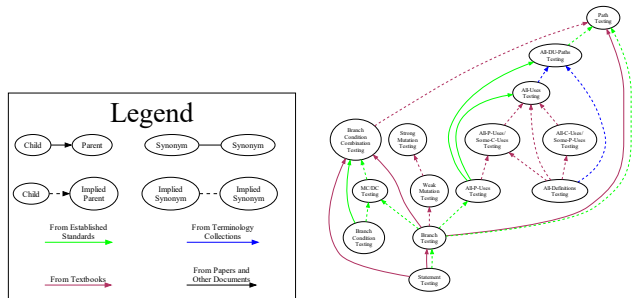 Legend
Child
Parent
Synonym
Synonym
Child
Implied
Parent
Implied
Synonym
Implied
Synonym
From Established
Standards
From Terminology
Collections
From Textbooks
From Papers and
Other Documents
Path
Testing
All-DU-Paths
Testing
All-Uses
Testing
Branch
Condition
Combination
Testing
Strong
Mutation
Testing
All-P-Uses/
Some-C-Uses
Testing
All-C-Uses/
Some-P-Uses
Testing
MC/DC
Testing
Weak
Mutation
Testing
All-P-Uses
Testing
All-Definitions
Testing
Branch
Condition
Testing
Branch
Testing
Statement
Testing